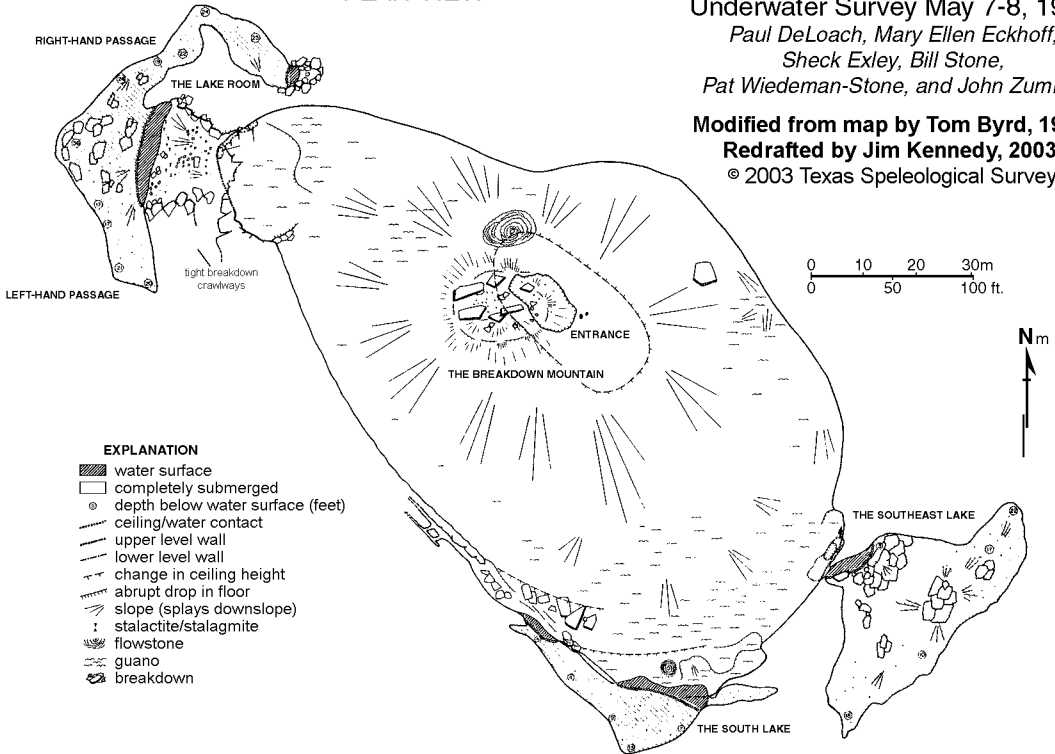 Underwater Survey May 7-8, 19
Paul DeLoach, Mary Ellen Eckhoff,
Sheck Exley, Bill Stone,
Pat Wiedeman-Stone, and John Zum
Modified from map by Tom Byrd, 19
Redrafted by Jim Kennedy, 2003
© 2003 Texas Speleological Survey
RIGHT-HAND PASSAGE
THE LAKE ROOM
tight breakdown
crawlways
LEFT-HAND PASSAGE
0 10 20 30m
0 50 100 ft.
ENTRANCE
THE BREAKDOWN MOUNTAIN
N m
EXPLANATION
water surface
completely submerged
depth below water surface (feet)
ceiling/water contact
upper level wall
lower level wall
change in ceiling height
abrupt drop in floor
slope (splays downslope)
stalactite/stalagmite
flowstone
guano
breakdown
THE SOUTHEAST LAKE
THE SOUTH LAKE